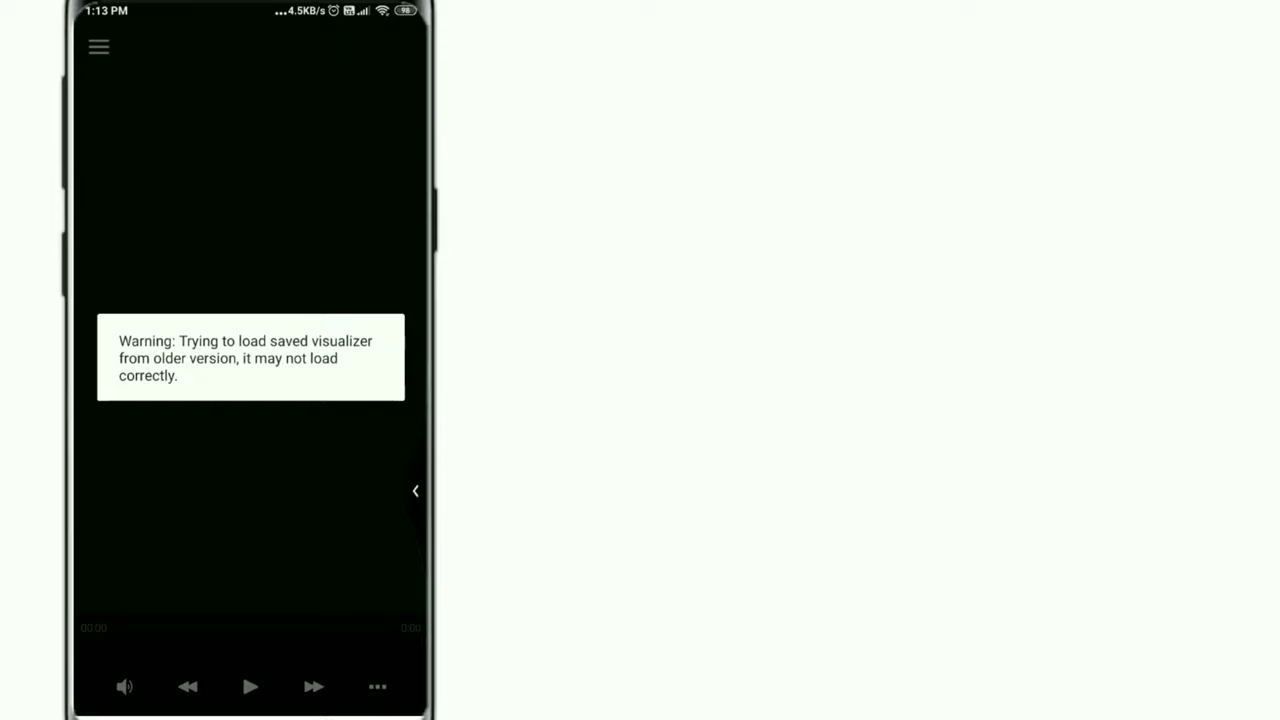 1:13 PM
...4.5KB/s
98
Warning: Trying to load saved visualizer
from older version, it may not load
correctly.
00:00
0:00